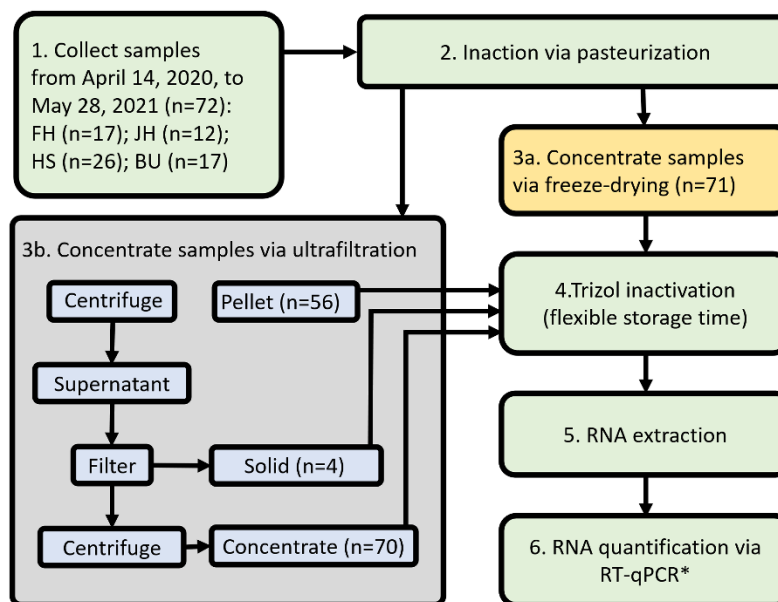 1. Collect samples
from April 14, 2020, to
May 28, 2021 (n=72):
FH (n=17); JH (n=12);
HS (n=26); BU (n=17)
2. Inaction via pasteurization
3a. Concentrate samples
via freeze-drying (n=71)
3b. Concentrate samples via ultrafiltration
Centrifuge
Pellet (n=56)
Supernatant
Filter
Solid (n=4)
Centrifuge
Concentrate (n=70)
4.Trizol inactivation
(flexible storage time)
5. RNA extraction
6. RNA quantification via
RT-qPCR*